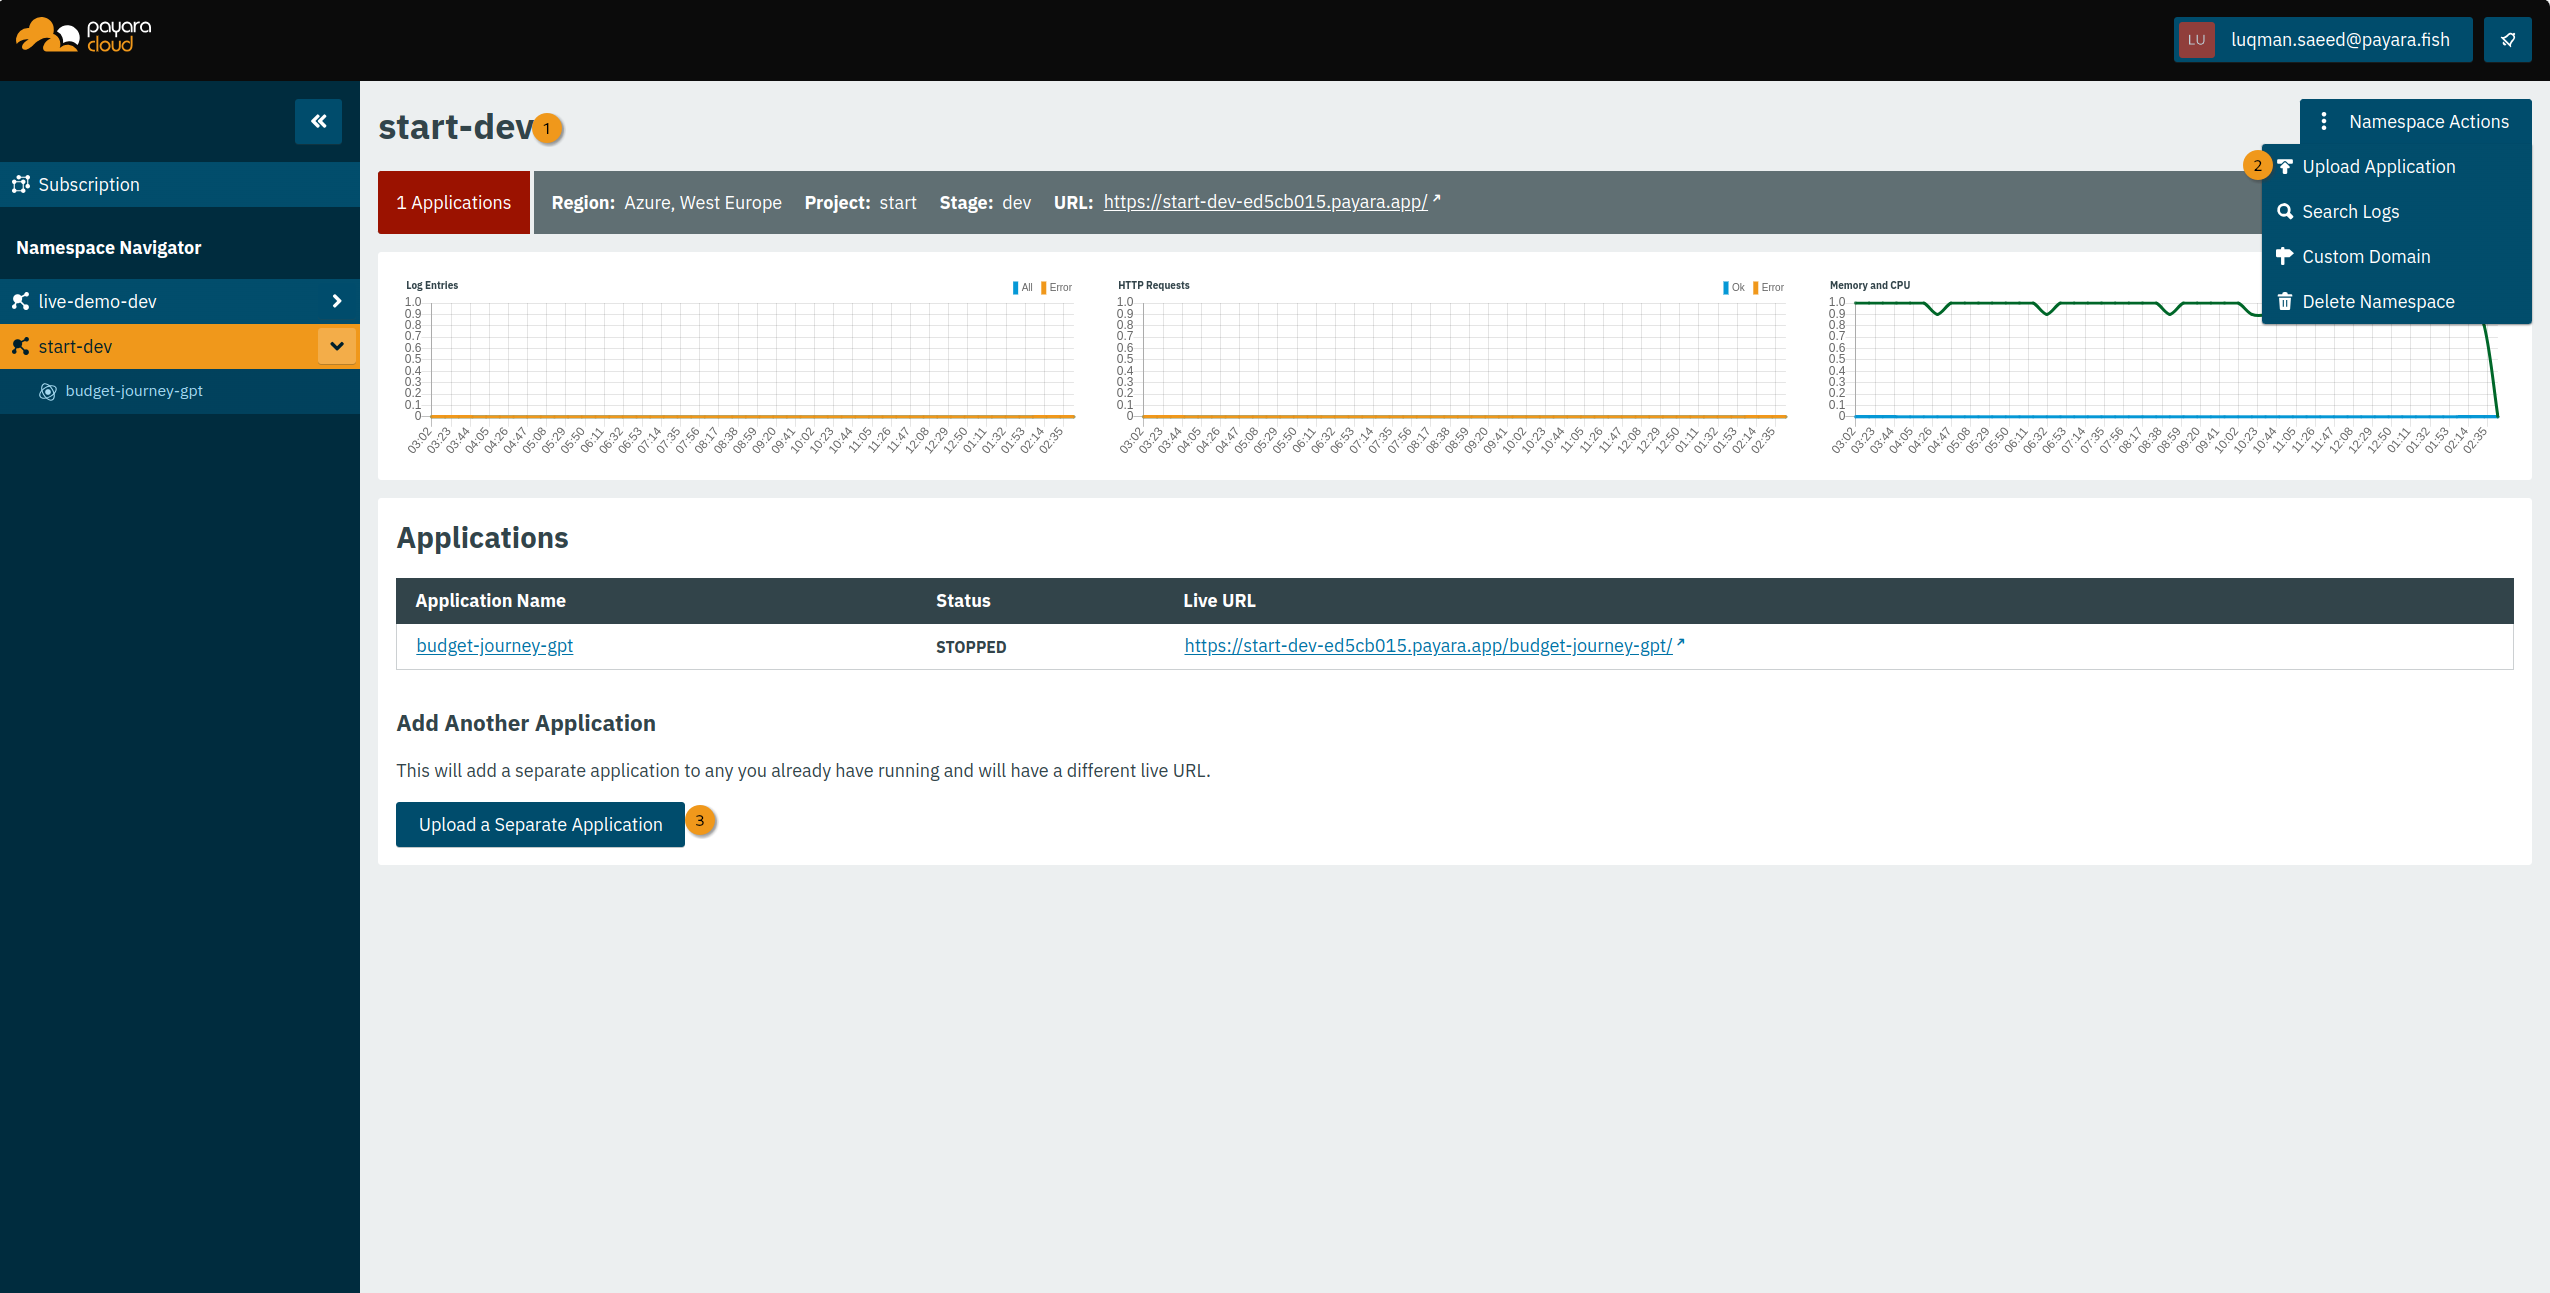 payara
cloud
LU luqman.saeed@payara.fish
Subscription
Namespace Navigator
live-demo-dev
start-dev
budget-journey-gpt
start-dev 1
Namespace Actions
2 Upload Application
Search Logs
Custom Domain
Delete Namespace
1 Applications Region: Azure, West Europe Project: start Stage: dev URL: https://start-dev-ed5cb015.payara.app/
Log Entries All Error
1.0
0.9
0.8
0.7
0.6
0.5
0.4
0.3
0.2
0.1
0
03:02 03:23 03:44 04:05 04:26 04:47 05:08 05:29 05:50 06:11 06:32 06:53 07:14 07:35 07:56 08:17 08:38 08:59 09:20 09:41 10:02 10:23 10:44 11:05 11:26 11:47 12:08 12:29 12:50 01:11 01:32 01:53 02:14 02:35
HTTP Requests Ok Error
1.0
0.9
0.8
0.7
0.6
0.5
0.4
0.3
0.2
0.1
0
03:02 03:23 03:44 04:05 04:26 04:47 05:08 05:29 05:50 06:11 06:32 06:53 07:14 07:35 07:56 08:17 08:38 08:59 09:20 09:41 10:02 10:23 10:44 11:05 11:26 11:47 12:08 12:29 12:50 01:11 01:32 01:53 02:14 02:35
Memory and CPU
1.0
0.9
0.8
0.7
0.6
0.5
0.4
0.3
0.2
0.1
0
03:02 03:23 03:44 04:05 04:26 04:47 05:08 05:29 05:50 06:11 06:32 06:53 07:14 07:35 07:56 08:17 08:38 08:59 09:20 09:41 10:02 10:23 10:44 11:05 11:26 11:47 12:08 12:29 12:50 01:11 01:32 01:53 02:14 02:35
Applications
Application Name Status Live URL
budget-journey-gpt STOPPED https://start-dev-ed5cb015.payara.app/budget-journey-gpt/
Add Another Application
This will add a separate application to any you already have running and will have a different live URL.
Upload a Separate Application 3